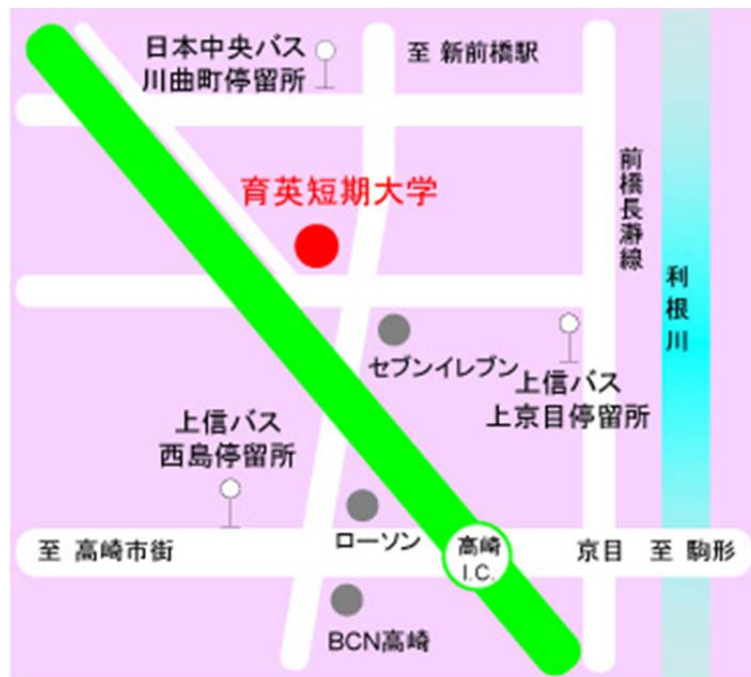 日本中央バス
川曲町停留所
至 新前橋駅
育英短期大学
前橋長瀞線
利根川
セブンイレブン
上信バス
上京目停留所
上信バス
西島停留所
ローソン
至 高崎市街
高崎
I.C.
京目 至 駒形
BCN高崎